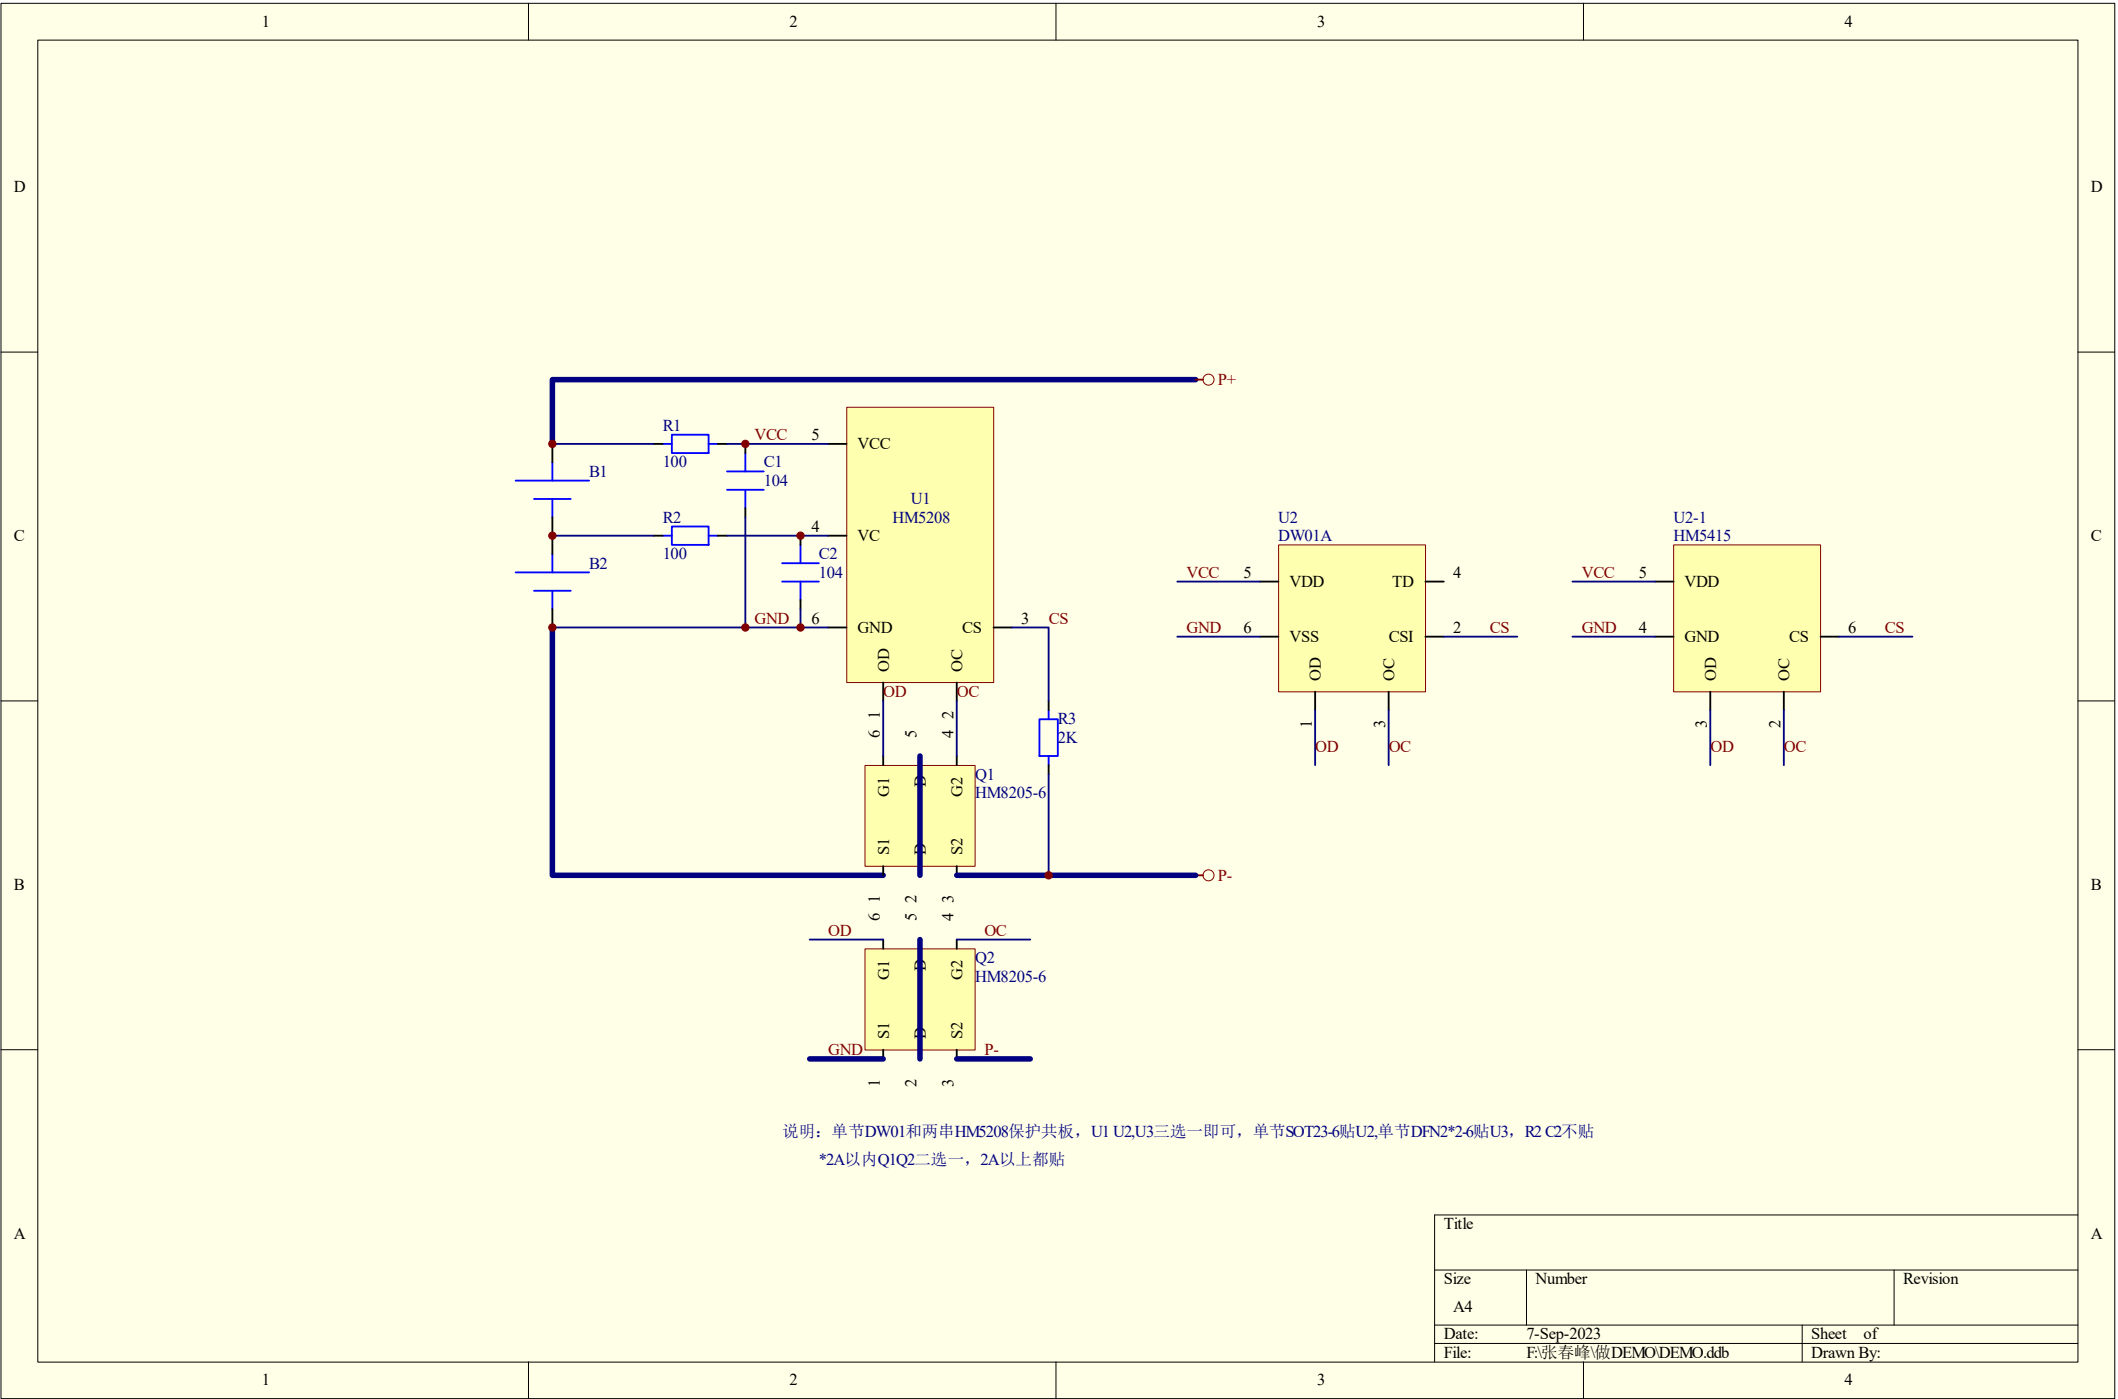 1 2 3 4
D D
P+
R1
VCC 5 VCC
100
C1
104
B1
U1
HM5208
R2
4 VC
100
C2
104
B2
GND 6 GND
CS 3 CS
OD OC
OD OC
1 2
6 5 4
R3
2K
Q1
HM8205-6
G1 D G2
S1 D S2
P-
1 2 3
6 5 4
OD OC
Q2
HM8205-6
G1 D G2
S1 D S2
GND P-
1 2 3
C C
U2
DW01A
VCC 5 VDD TD 4
GND 6 VSS CSI 2 CS
OD OC
1 3
OD OC
U2-1
HM5415
VCC 5 VDD
GND 4 GND CS 6 CS
OD OC
3 2
OD OC
B B
说明：单节DW01和两串HM5208保护共板，U1 U2,U3三选一即可，单节SOT23-6贴U2,单节DFN2*2-6贴U3，R2 C2不贴
*2A以内Q1Q2二选一，2A以上都贴
A A
Title
Size Number Revision
A4
Date: 7-Sep-2023 Sheet of
File: F:\张春峰\做DEMO\DEMO.ddb Drawn By:
1 2 3 4